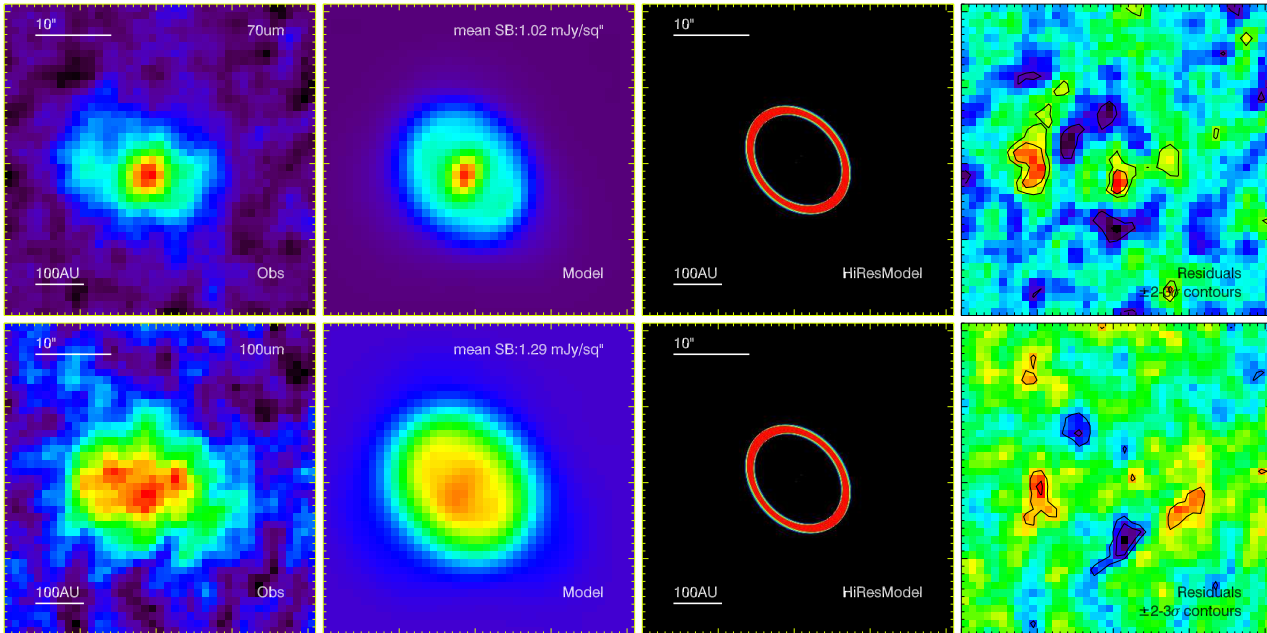 10"
70um
100AU
Obs
mean SB:1.02 mJy/sq"
Model
10"
100AU
HiResModel
Residuals
±2-3σ contours
10"
100um
100AU
Obs
mean SB:1.29 mJy/sq"
Model
10"
100AU
HiResModel
Residuals
±2-3σ contours